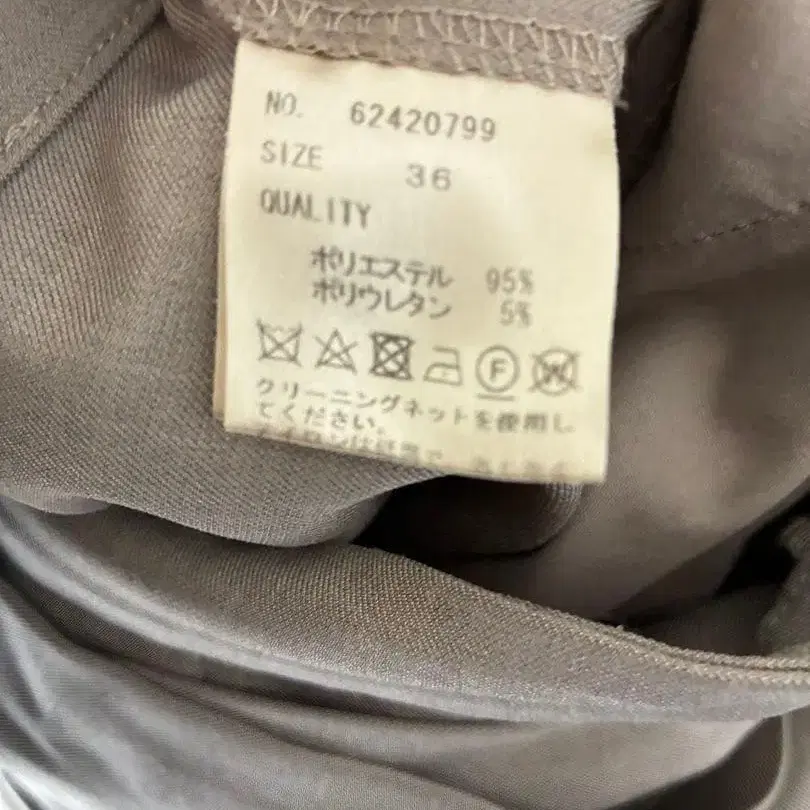 NO. 62420799
SIZE 36
QUALITY
ポリエステル 95%
ポリウレタン 5%
F W
クリーニングネットを使用し
てください。